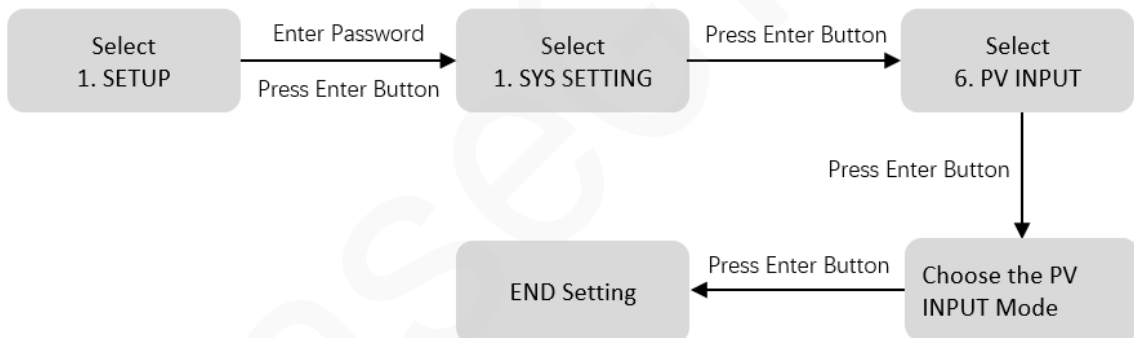 Select
1. SETUP
Enter Password
Press Enter Button
Select
1. SYS SETTING
Press Enter Button
Select
6. PV INPUT
Press Enter Button
Choose the PV
INPUT Mode
Press Enter Button
END Setting